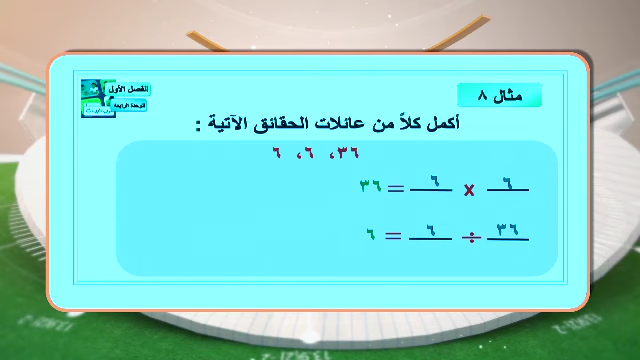 الفصل الأول
الوحدة الرابعة
مثال ٨
أكمل كلاً من عائلات الحقائق الآتية :
٣٦، ٦، ٦
٦ × ٦ = ٣٦
٣٦ ÷ ٦ = ٦